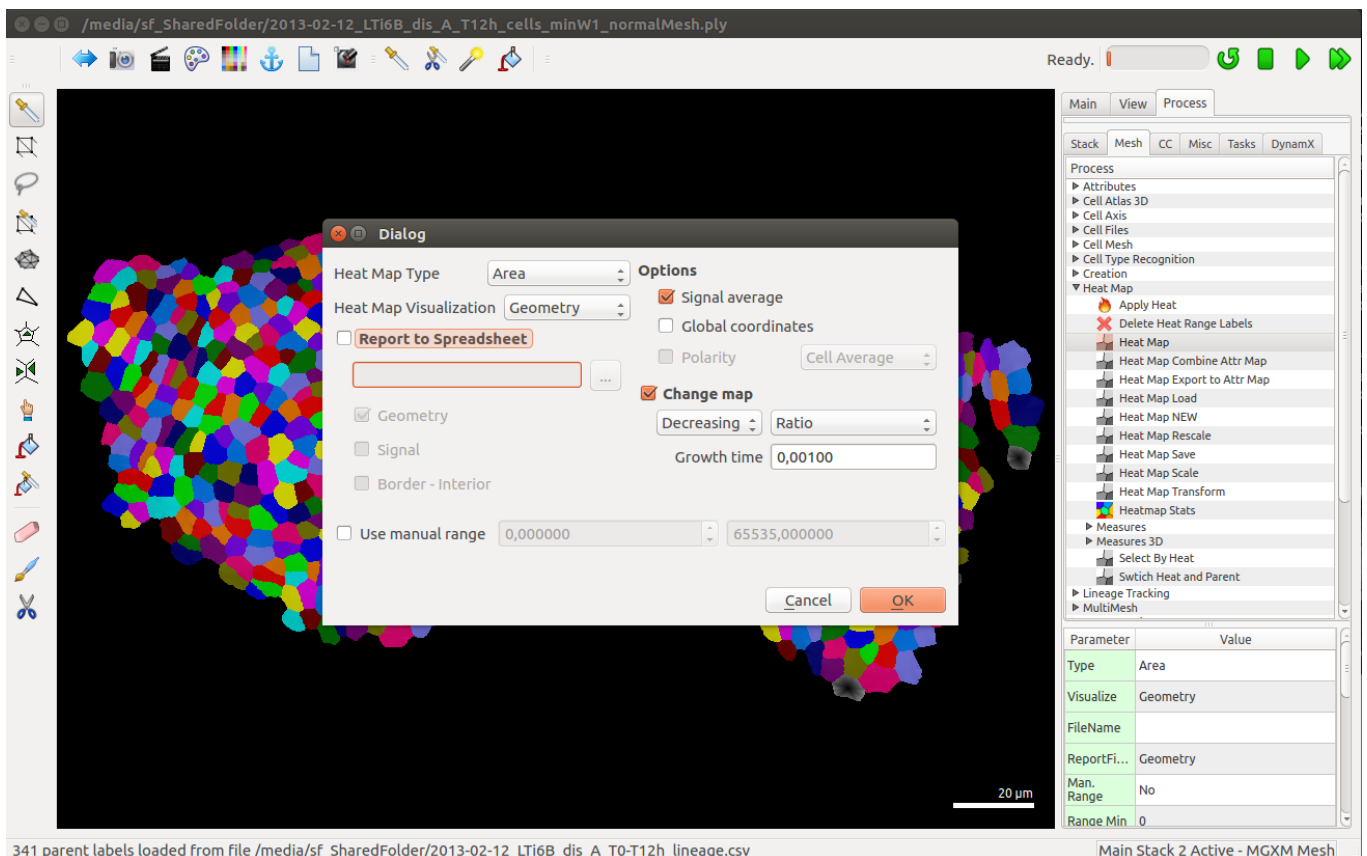 /media/sf_SharedFolder/2013-02-12_LTi6B_dis_A_T12h_cells_minW1_normalMesh.ply
Ready.
Main View Process
Stack Mesh CC Misc Tasks DynamX
Process
Attributes
Cell Atlas 3D
Cell Axis
Cell Files
Cell Mesh
Cell Type Recognition
Creation
Heat Map
Apply Heat
Delete Heat Range Labels
Heat Map
Heat Map Combine Attr Map
Heat Map Export to Attr Map
Heat Map Load
Heat Map NEW
Heat Map Rescale
Heat Map Save
Heat Map Scale
Heat Map Transform
Heatmap Stats
Measures
Measures 3D
Select By Heat
Swtich Heat and Parent
Lineage Tracking
MultiMesh
Dialog
Heat Map Type Area
Heat Map Visualization Geometry
Report to Spreadsheet
...
Geometry
Signal
Border - Interior
Options
Signal average
Global coordinates
Polarity Cell Average
Change map
Decreasing Ratio
Growth time 0,00100
Use manual range 0,000000 65535,000000
Cancel OK
Parameter Value
Type Area
Visualize Geometry
FileName
ReportFi... Geometry
Man. Range No
Range Min 0
20 µm
341 parent labels loaded from file /media/sf_SharedFolder/2013-02-12_LTi6B_dis_A_T0-T12h_lineage.csv
Main Stack 2 Active - MGXM Mesh